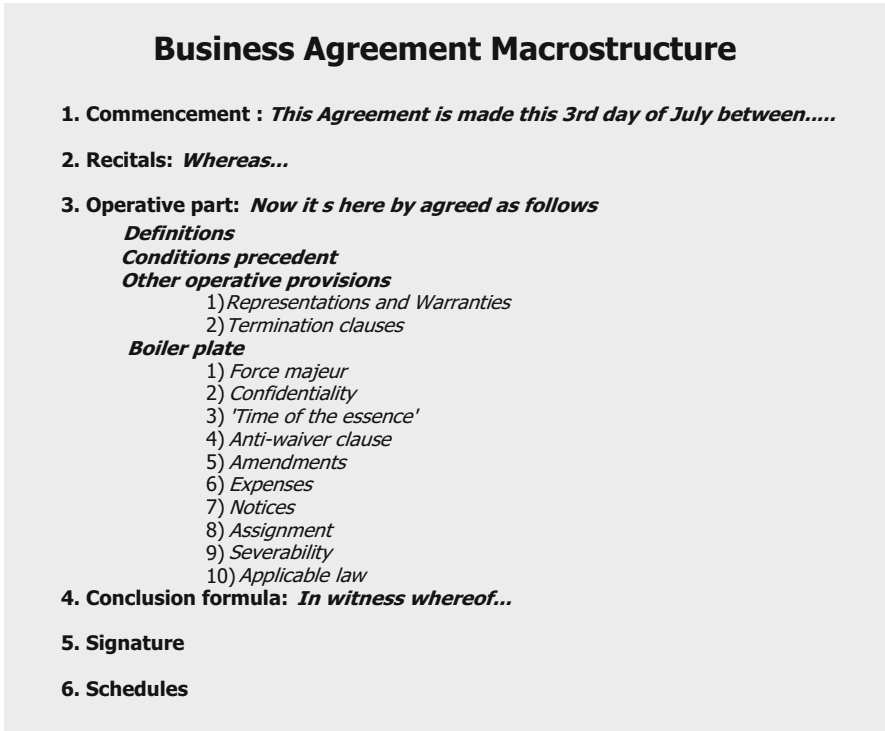 Business Agreement Macrostructure
1. Commencement : This Agreement is made this 3rd day of July between.....
2. Recitals: Whereas...
3. Operative part: Now it s here by agreed as follows
Definitions
Conditions precedent
Other operative provisions
1) Representations and Warranties
2) Termination clauses
Boiler plate
1) Force majeur
2) Confidentiality
3) 'Time of the essence'
4) Anti-waiver clause
5) Amendments
6) Expenses
7) Notices
8) Assignment
9) Severability
10) Applicable law
4. Conclusion formula: In witness whereof...
5. Signature
6. Schedules